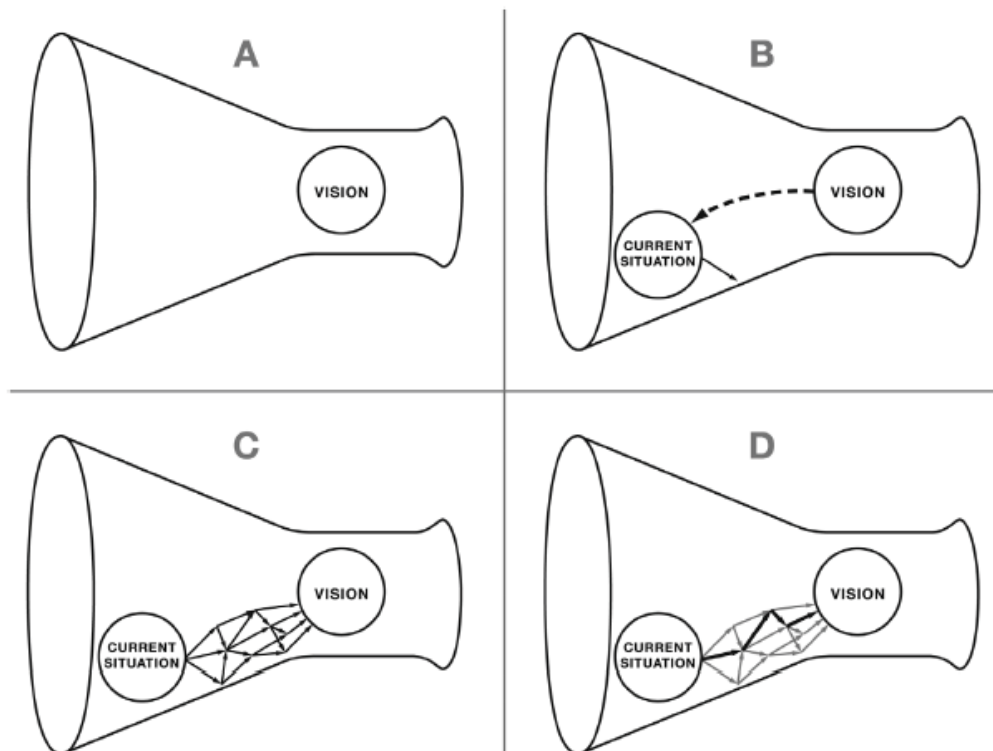 A
VISION
B
VISION
CURRENT
SITUATION
C
VISION
CURRENT
SITUATION
D
VISION
CURRENT
SITUATION